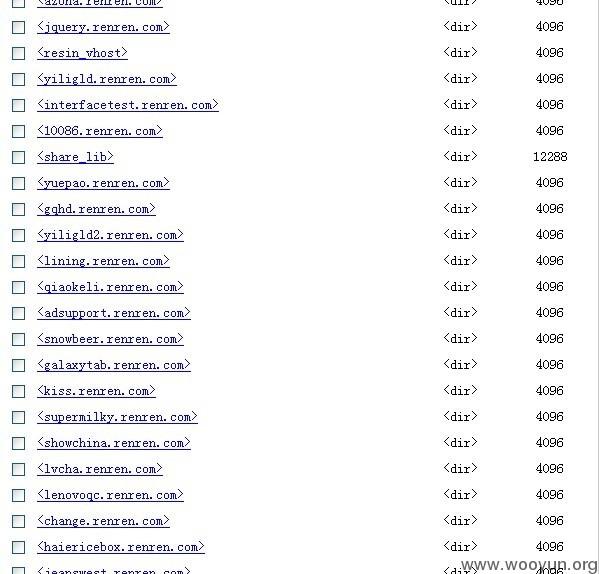 <azona.renren.com> <dir> 4096
<jquery.renren.com> <dir> 4096
<resin_vhost> <dir> 4096
<yiligld.renren.com> <dir> 4096
<interfacetest.renren.com> <dir> 4096
<10086.renren.com> <dir> 4096
<share_lib> <dir> 12288
<yuepao.renren.com> <dir> 4096
<gqhd.renren.com> <dir> 4096
<yiligld2.renren.com> <dir> 4096
<lining.renren.com> <dir> 4096
<qiaokeli.renren.com> <dir> 4096
<adsupport.renren.com> <dir> 4096
<snowbeer.renren.com> <dir> 4096
<galaxytab.renren.com> <dir> 4096
<kiss.renren.com> <dir> 4096
<supermilky.renren.com> <dir> 4096
<showchina.renren.com> <dir> 4096
<lvcha.renren.com> <dir> 4096
<lenovoqc.renren.com> <dir> 4096
<change.renren.com> <dir> 4096
<haiericebox.renren.com> <dir> 4096
<jeanswest.renren.com> <dir> 4096
www.wooyun.org